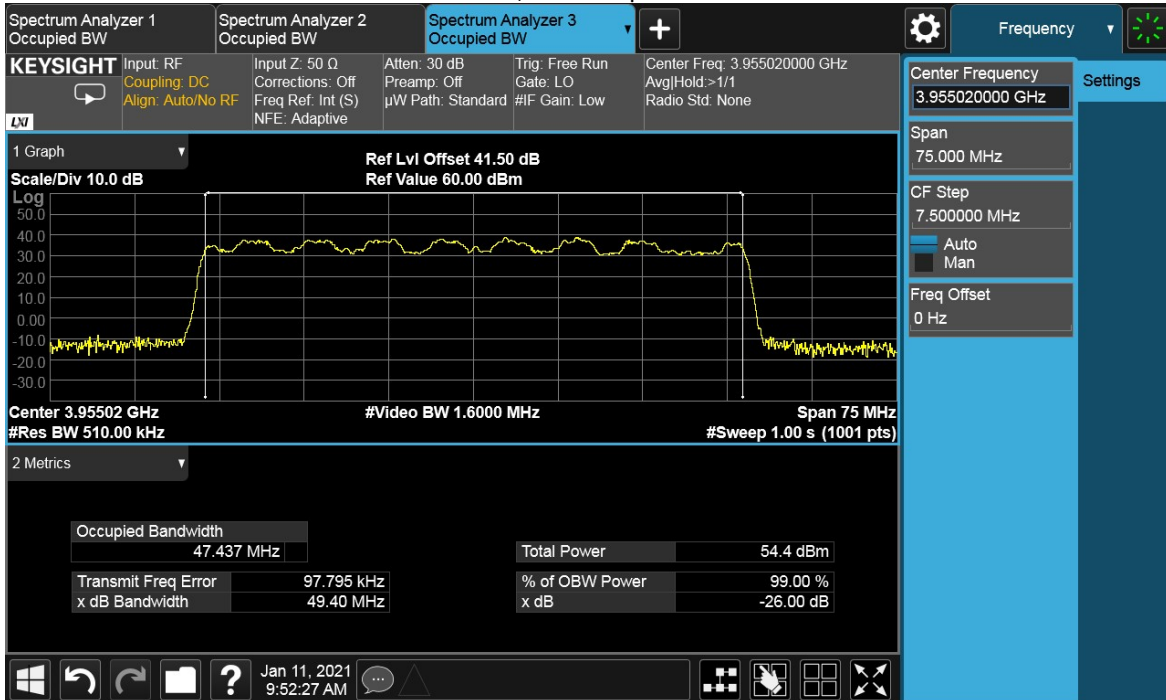 Spectrum Analyzer 1
Occupied BW
Spectrum Analyzer 2
Occupied BW
Spectrum Analyzer 3
Occupied BW
Frequency
KEYSIGHT
LXI
Input: RF
Coupling: DC
Align: Auto/No RF
Input Z: 50 Ω
Corrections: Off
Freq Ref: Int (S)
NFE: Adaptive
Atten: 30 dB
Preamp: Off
µW Path: Standard
Trig: Free Run
Gate: LO
#IF Gain: Low
Center Freq: 3.955020000 GHz
Avg|Hold:>1/1
Radio Std: None
Center Frequency
3.955020000 GHz
Settings
Span
75.000 MHz
CF Step
7.500000 MHz
Auto
Man
Freq Offset
0 Hz
1 Graph
Scale/Div 10.0 dB
Ref Lvl Offset 41.50 dB
Ref Value 60.00 dBm
Log
50.0
40.0
30.0
20.0
10.0
0.00
-10.0
-20.0
-30.0
Center 3.95502 GHz
#Video BW 1.6000 MHz
Span 75 MHz
#Res BW 510.00 kHz
#Sweep 1.00 s (1001 pts)
2 Metrics
Occupied Bandwidth
47.437 MHz
Total Power 54.4 dBm
Transmit Freq Error 97.795 kHz
% of OBW Power 99.00 %
x dB Bandwidth 49.40 MHz
x dB -26.00 dB
?
Jan 11, 2021
9:52:27 AM